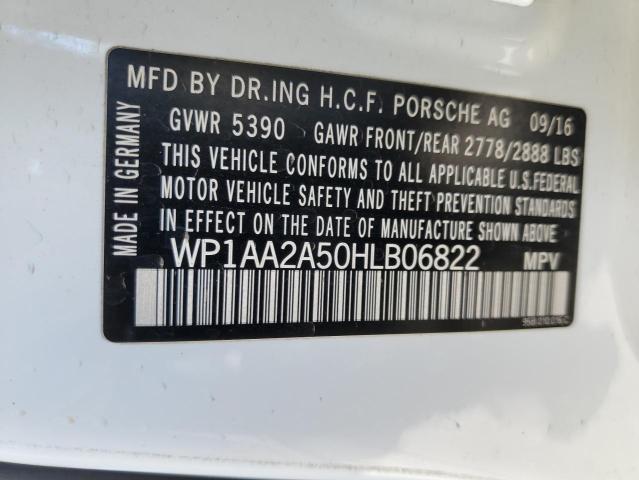 MFD BY DR.ING H.C.F. PORSCHE AG 09/16
GVWR 5390 GAWR FRONT/REAR 2778/2888 LBS
THIS VEHICLE CONFORMS TO ALL APPLICABLE U.S.FEDERAL
MOTOR VEHICLE SAFETY AND THEFT PREVENTION STANDARDS
IN EFFECT ON THE DATE OF MANUFACTURE SHOWN ABOVE
WP1AA2A50HLB06822 MPV
MADE IN GERMANY